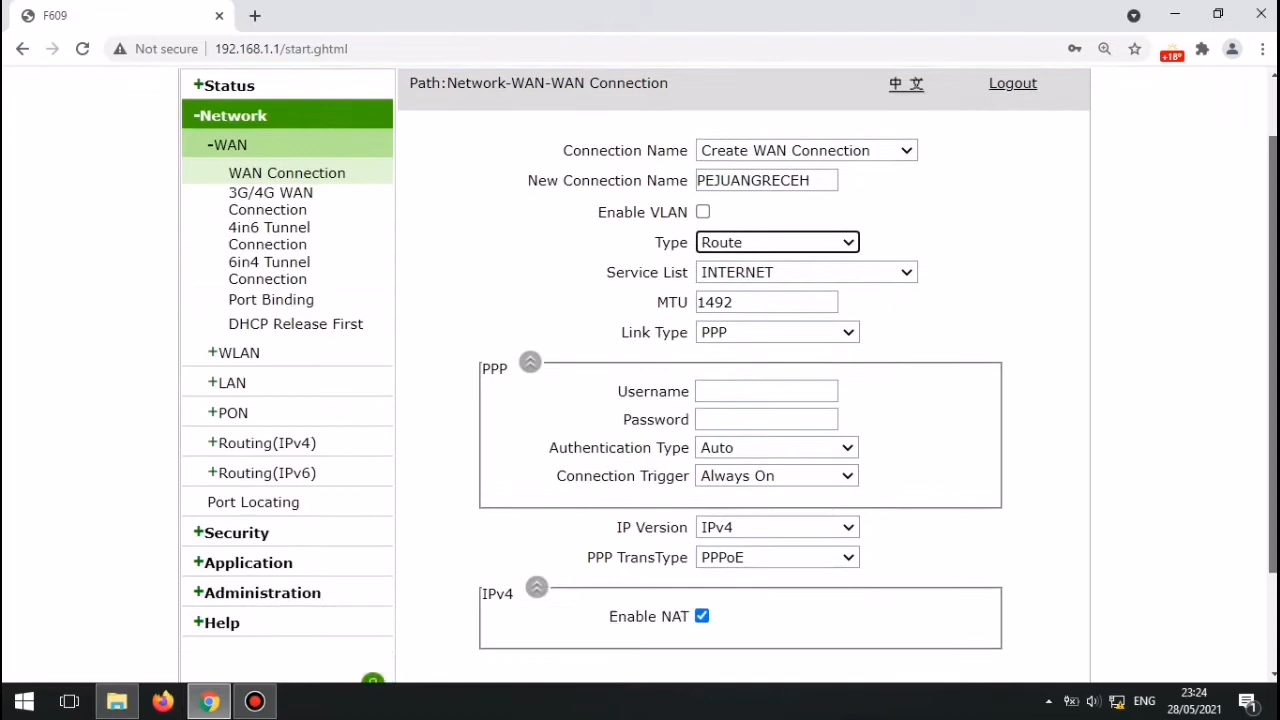 F609
Not secure
192.168.1.1/start.ghtml
+18°
+Status
-Network
-WAN
WAN Connection
3G/4G WAN
Connection
4in6 Tunnel
Connection
6in4 Tunnel
Connection
Port Binding
DHCP Release First
+WLAN
+LAN
+PON
+Routing(IPv4)
+Routing(IPv6)
Port Locating
+Security
+Application
+Administration
+Help
?
Path:Network-WAN-WAN Connection
中 文
Logout
Connection Name Create WAN Connection
New Connection Name PEJUANGRECEH
Enable VLAN
Type Route
Service List INTERNET
MTU 1492
Link Type PPP
PPP
Username
Password
Authentication Type Auto
Connection Trigger Always On
IP Version IPv4
PPP TransType PPPoE
IPv4
Enable NAT
ENG
23:24
28/05/2021
1